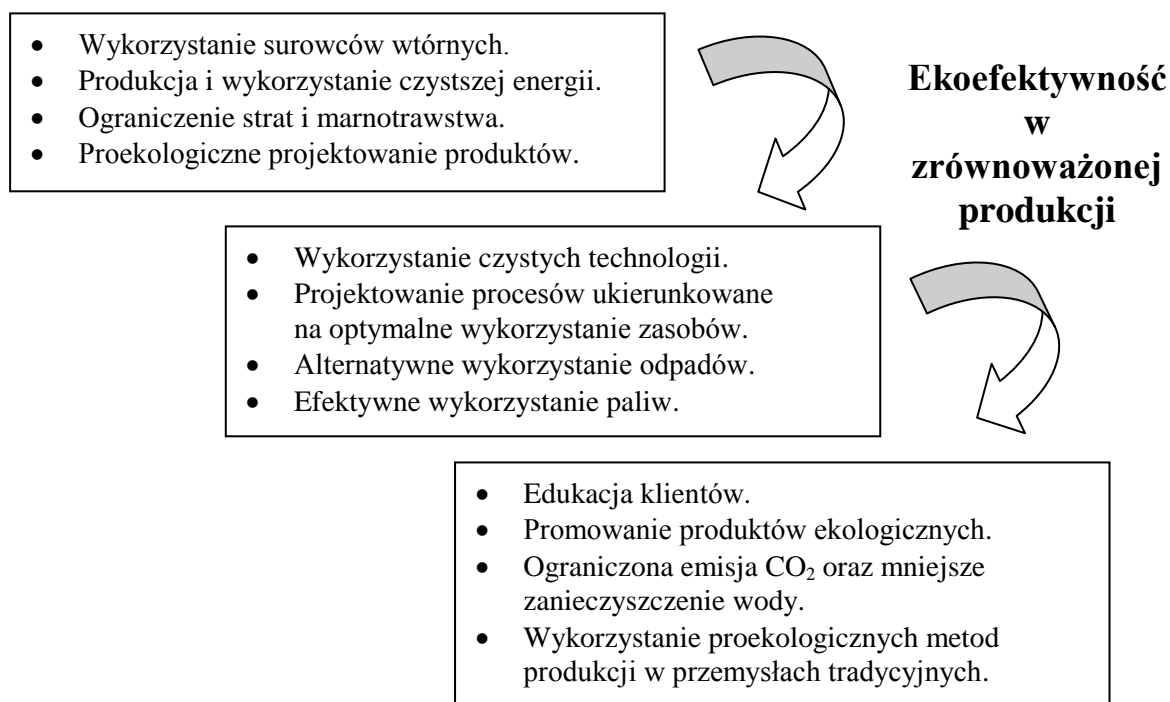 • Wykorzystanie surowców wtórnych.
• Produkcja i wykorzystanie czystszej energii.
• Ograniczenie strat i marnotrawstwa.
• Proekologiczne projektowanie produktów.
Ekoefektywność
w
zrównoważonej
produkcji
• Wykorzystanie czystych technologii.
• Projektowanie procesów ukierunkowane
na optymalne wykorzystanie zasobów.
• Alternatywne wykorzystanie odpadów.
• Efektywne wykorzystanie paliw.
• Edukacja klientów.
• Promowanie produktów ekologicznych.
• Ograniczona emisja CO₂ oraz mniejsze
zanieczyszczenie wody.
• Wykorzystanie proekologicznych metod
produkcji w przemysłach tradycyjnych.